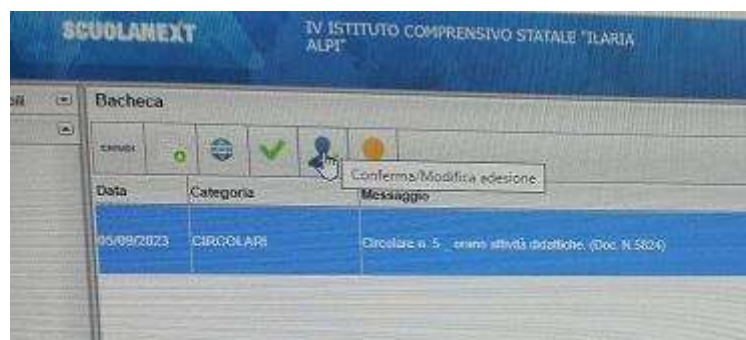 SCUOLANEXT
IV ISTITUTO COMPRENSIVO STATALE "ILARIA
ALPI"
Bacheca
Conferma/Modifica adesione
Data
Categoria
Messaggio
05/09/2023
CIRCOLARI
Circolare n. 5 _ orario attività didattiche. (Doc. N.5824)